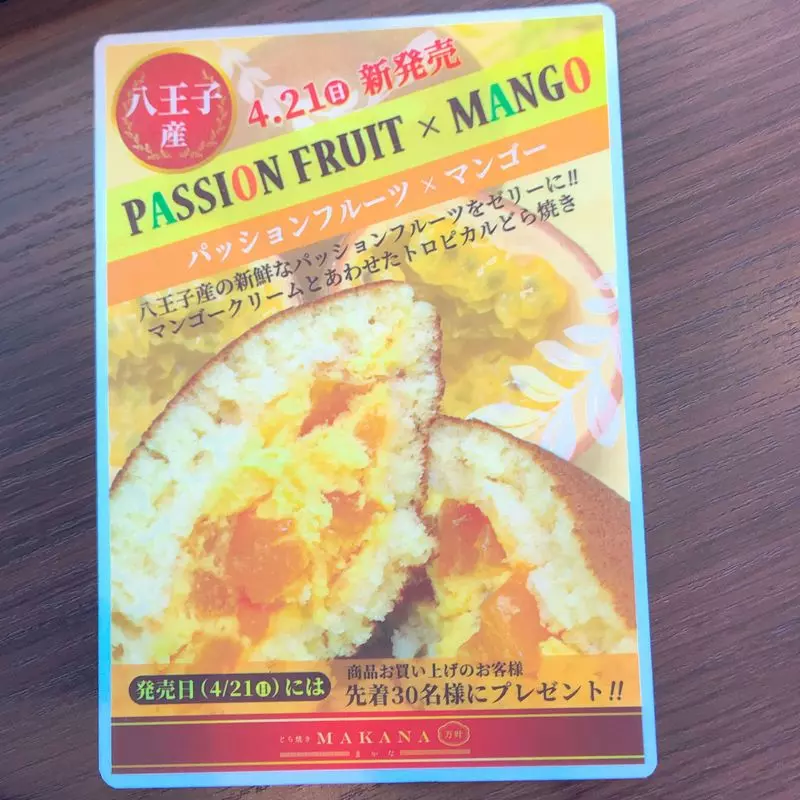 八王子
産
4.21㊐ 新発売
PASSION FRUIT × MANGO
パッションフルーツ×マンゴー
八王子産の新鮮なパッションフルーツをゼリーに!!
マンゴークリームとあわせたトロピカルどら焼き
発売日(4/21㊐)には
商品お買い上げのお客様
先着30名様にプレゼント!!
どら焼き MAKANA 万叶
まかな